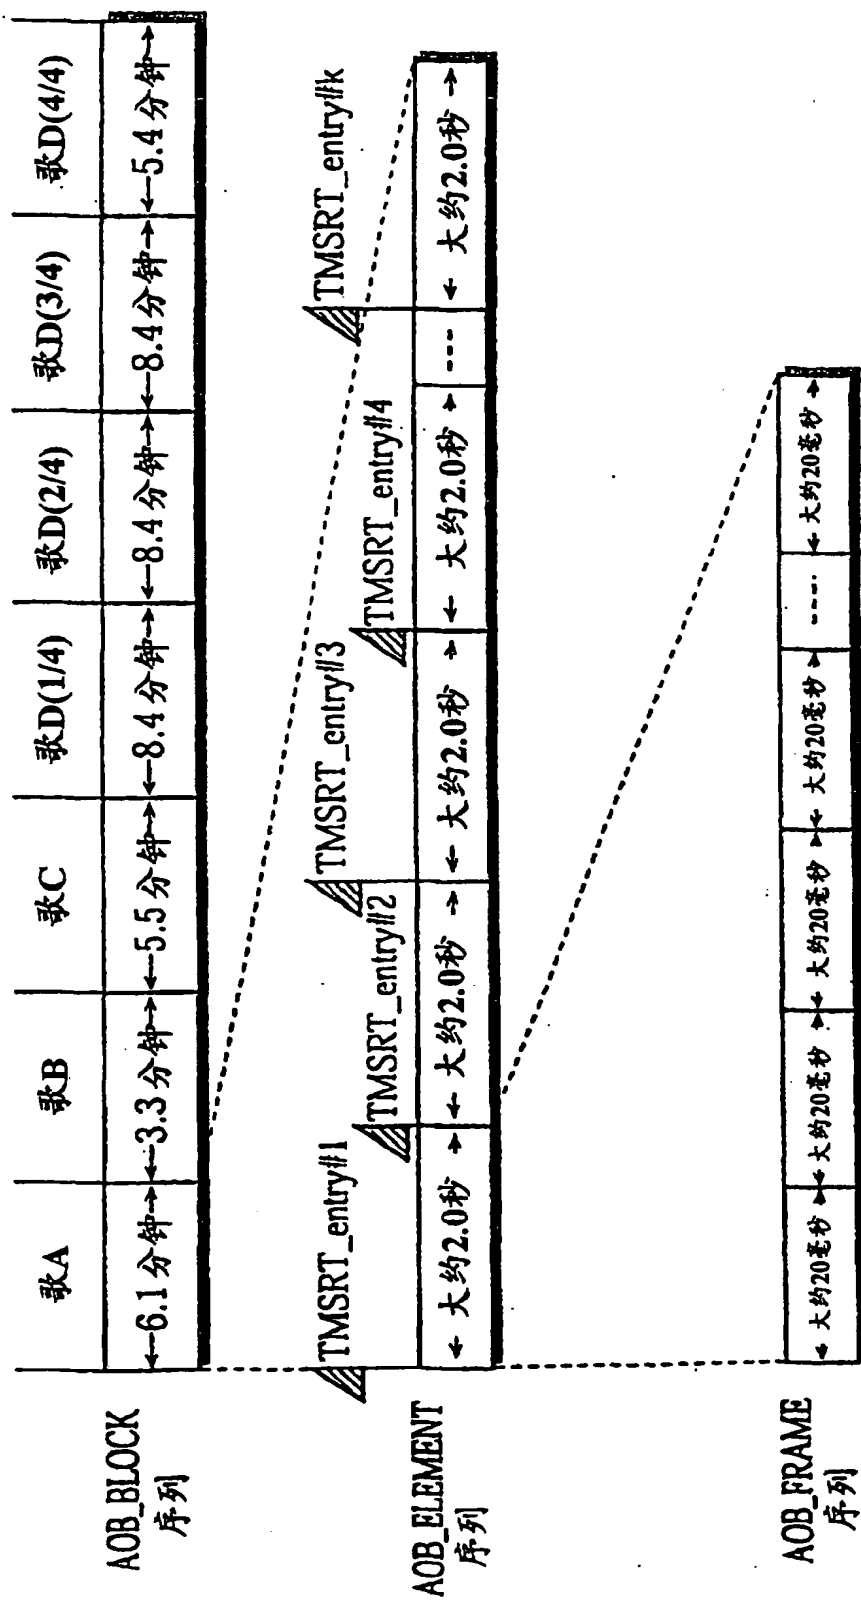 歌A 歌B 歌C 歌D(1/4) 歌D(2/4) 歌D(3/4) 歌D(4/4)
AOB_BLOCK
序列
←6.1分钟→ ←3.3分钟→ ←5.5分钟→ ←8.4分钟→ ←8.4分钟→ ←8.4分钟→ ←5.4分钟→
TMSRT_entry#1 TMSRT_entry#2 TMSRT_entry#3 TMSRT_entry#4 TMSRT_entry#k
AOB_ELEMENT
序列
← 大约2.0秒 → ← 大约2.0秒 → ← 大约2.0秒 → ← 大约2.0秒 → ---- ← 大约2.0秒 →
AOB_FRAME
序列
← 大约20毫秒 → ← 大约20毫秒 → ← 大约20毫秒 → ← 大约20毫秒 → ---- ← 大约20毫秒 →